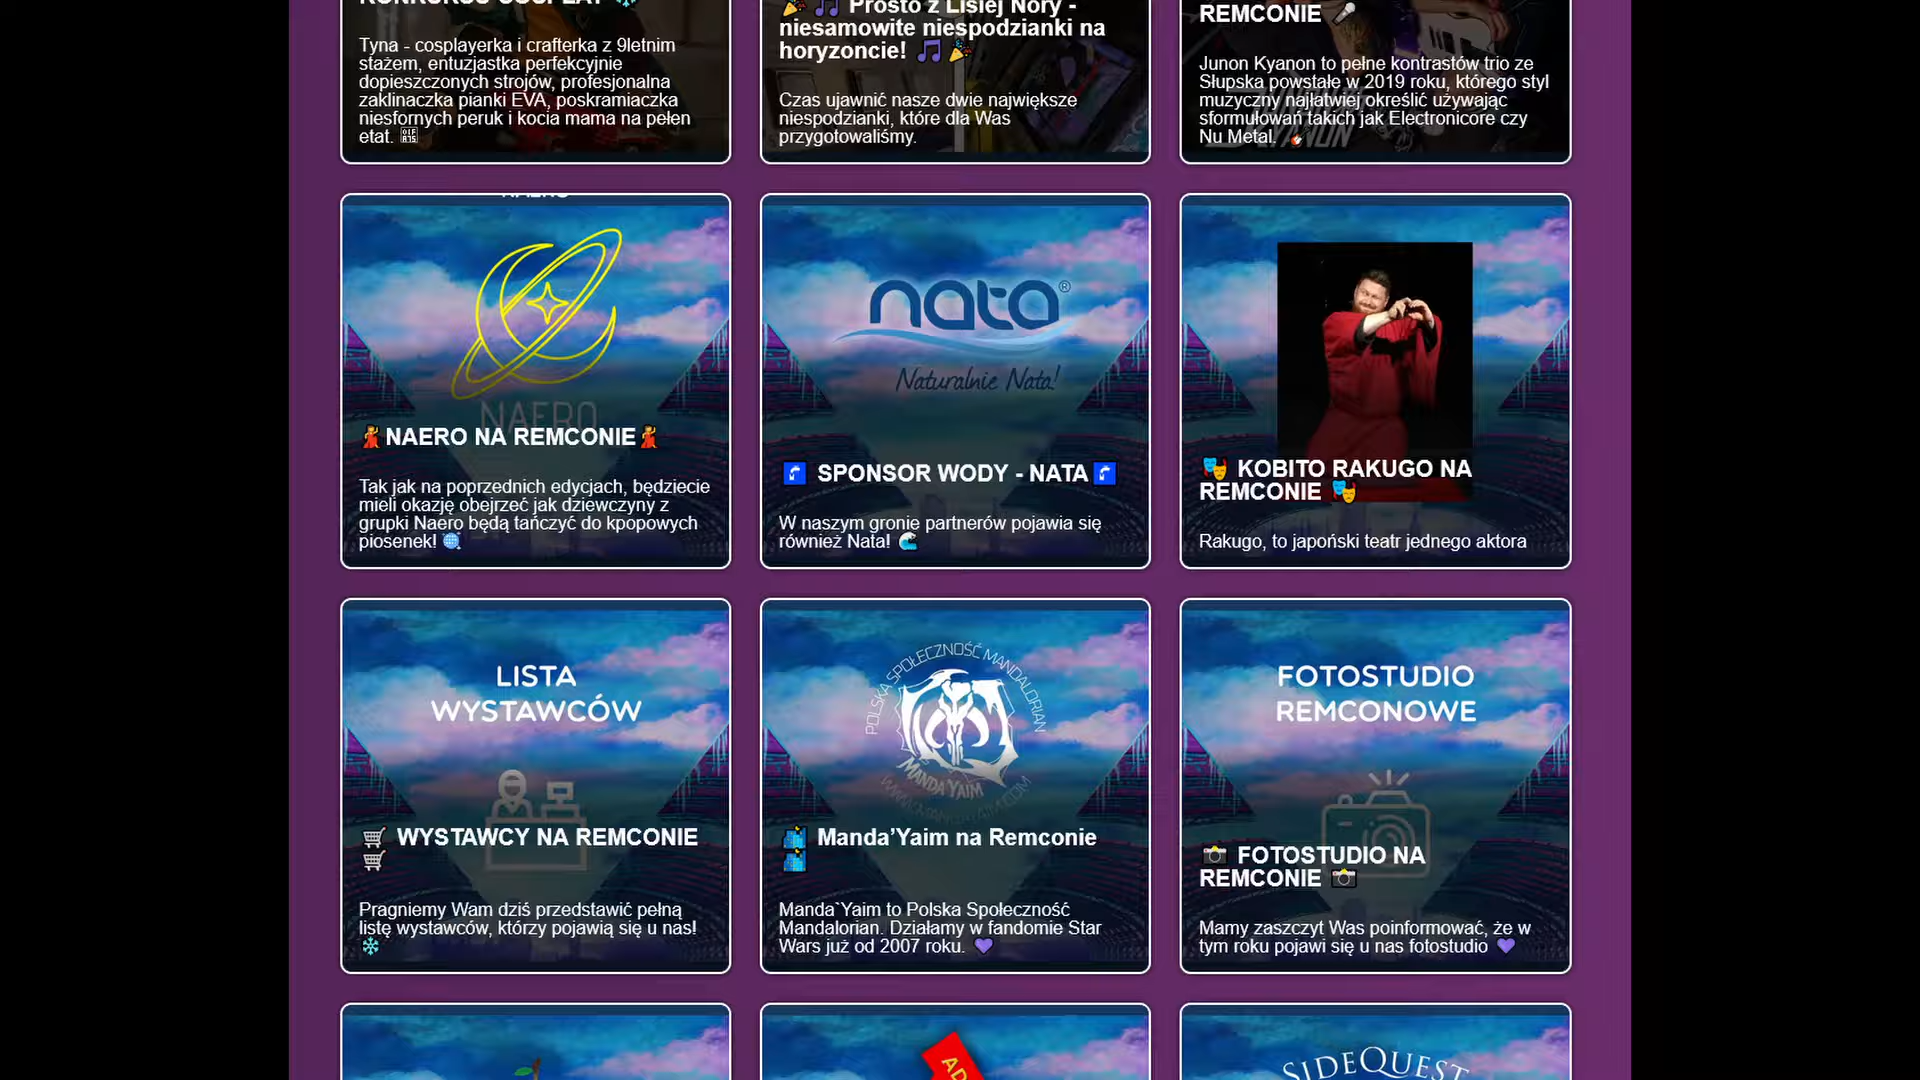 KONKURSU COSPLAY ❄️
Tyna - cosplayerka i crafterka z 9letnim
stażem, entuzjastka perfekcyjnie
dopieszczonych strojów, profesjonalna
zaklinaczka pianki EVA, poskramiaczka
niesfornych peruk i kocia mama na pełen
etat.
🎉 🎵 Prosto z Lisiej Nory -
niesamowite niespodzianki na
horyzoncie! 🎵 🎉
Czas ujawnić nasze dwie największe
niespodzianki, które dla Was
przygotowaliśmy.
REMCONIE 🎤
Junon Kyanon to pełne kontrastów trio ze
Słupska powstałe w 2019 roku, którego styl
muzyczny najłatwiej określić używając
sformułowań takich jak Electronicore czy
Nu Metal. 🎸
NAERO
💃NAERO NA REMCONIE💃
Tak jak na poprzednich edycjach, będziecie
mieli okazję obejrzeć jak dziewczyny z
grupki Naero będą tańczyć do kpopowych
piosenek! 🪩
nata®
Naturalnie Nata!
🚰 SPONSOR WODY - NATA🚰
W naszym gronie partnerów pojawia się
również Nata! 🌊
🎭 KOBITO RAKUGO NA
REMCONIE 🎭
Rakugo, to japoński teatr jednego aktora
LISTA
WYSTAWCÓW
🛒 WYSTAWCY NA REMCONIE
🛒
Pragniemy Wam dziś przedstawić pełną
listę wystawców, którzy pojawią się u nas!
❄️
POLSKA SPOŁECZNOŚĆ MANDALORIAN
MANDA'YAIM
WWW.MANDAYAIM.COM
Manda’Yaim na Remconie
Manda`Yaim to Polska Społeczność
Mandalorian. Działamy w fandomie Star
Wars już od 2007 roku. 💜
FOTOSTUDIO
REMCONOWE
📸 FOTOSTUDIO NA
REMCONIE 📸
Mamy zaszczyt Was poinformować, że w
tym roku pojawi się u nas fotostudio 💜
AD
SIDEQUEST